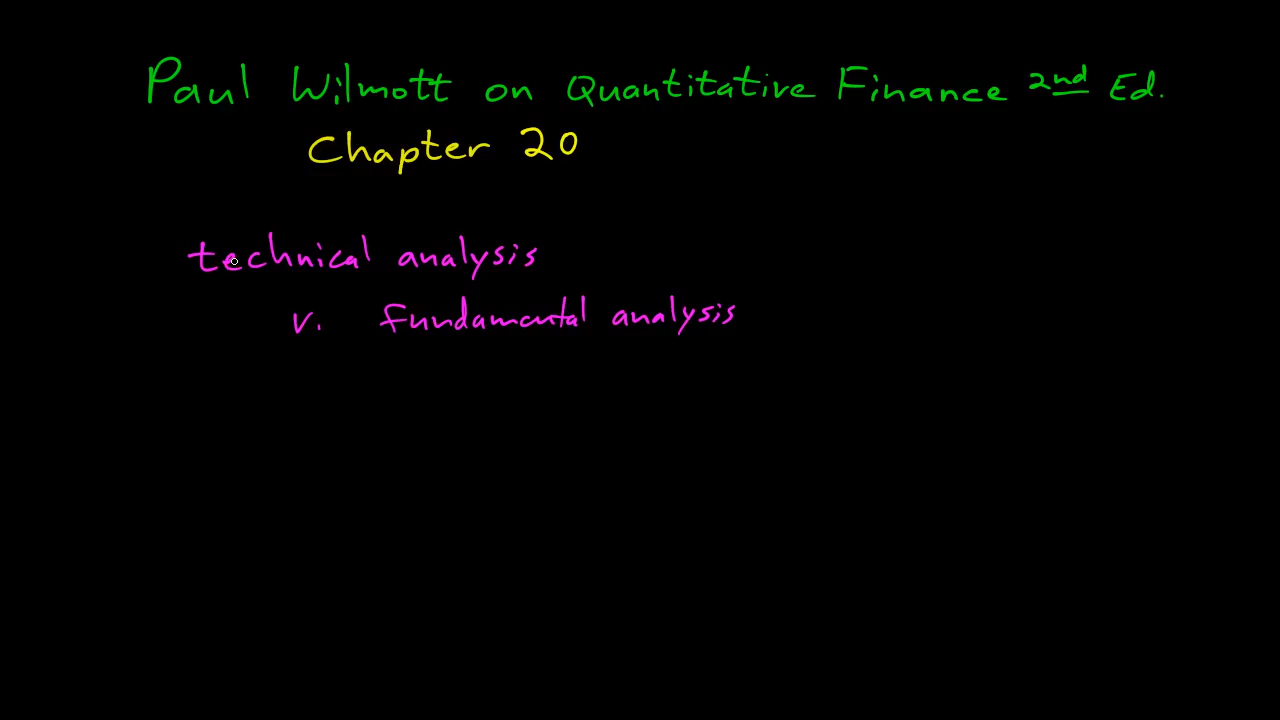 Paul Wilmott on Quantitative Finance 2nd Ed.
Chapter 20
technical analysis
v. fundamental analysis